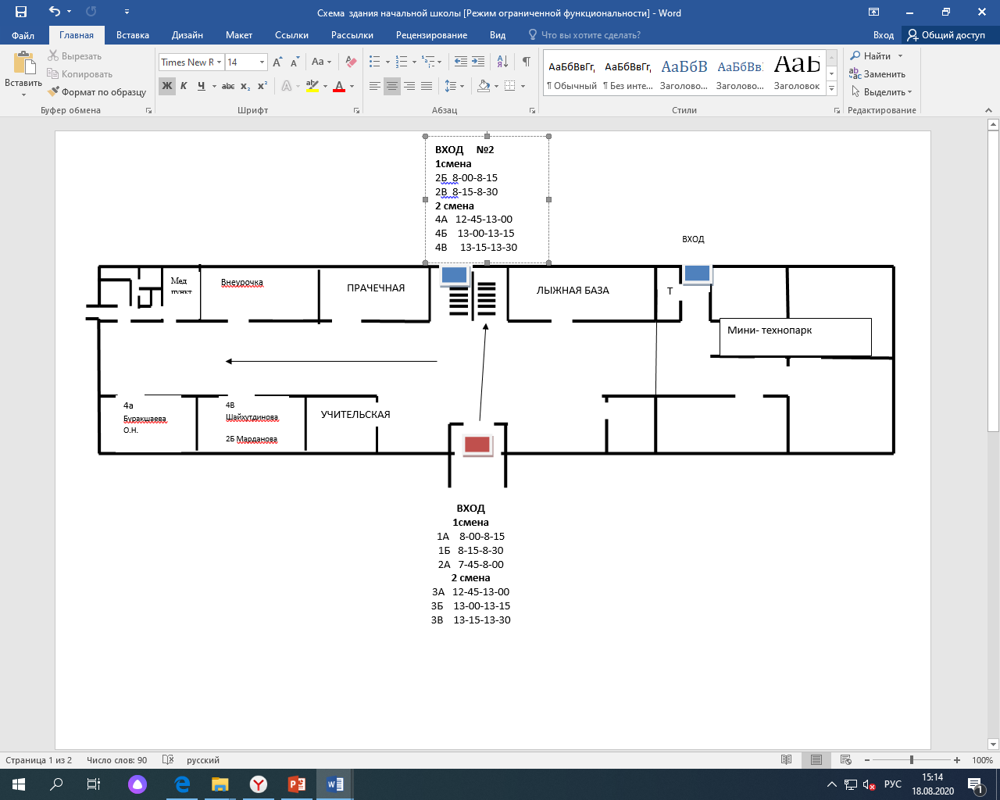 Схема здания начальной школы [Режим ограниченной функциональности] - Word
Файл Главная Вставка Дизайн Макет Ссылки Рассылки Рецензирование Вид Что вы хотите сделать? Вход Общий доступ
Вставить
Вырезать
Копировать
Формат по образцу
Times New R 14
Aa
Ж К Ч abc x₂ x²
АаБбВвГг, АаБбВвГг, АаБбВ АаБбВв: АаБ
¶ Обычный ¶ Без инте... Заголово... Заголово... Заголовок
Найти
Заменить
Выделить
Буфер обмена Шрифт Абзац Стили Редактирование
ВХОД №2
1смена
2Б 8-00-8-15
2В 8-15-8-30
2 смена
4А 12-45-13-00
4Б 13-00-13-15
4В 13-15-13-30
ВХОД
Мед
пункт
Внеурочка
ПРАЧЕЧНАЯ
ЛЫЖНАЯ БАЗА
Т
Мини- технопарк
4а
Буракшаева
О.Н.
4В
Шайхутдинова
2Б Марданова
УЧИТЕЛЬСКАЯ
ВХОД
1смена
1А 8-00-8-15
1Б 8-15-8-30
2А 7-45-8-00
2 смена
3А 12-45-13-00
3Б 13-00-13-15
3В 13-15-13-30
Страница 1 из 2 Число слов: 90 русский 100%
РУС
15:14
18.08.2020
1